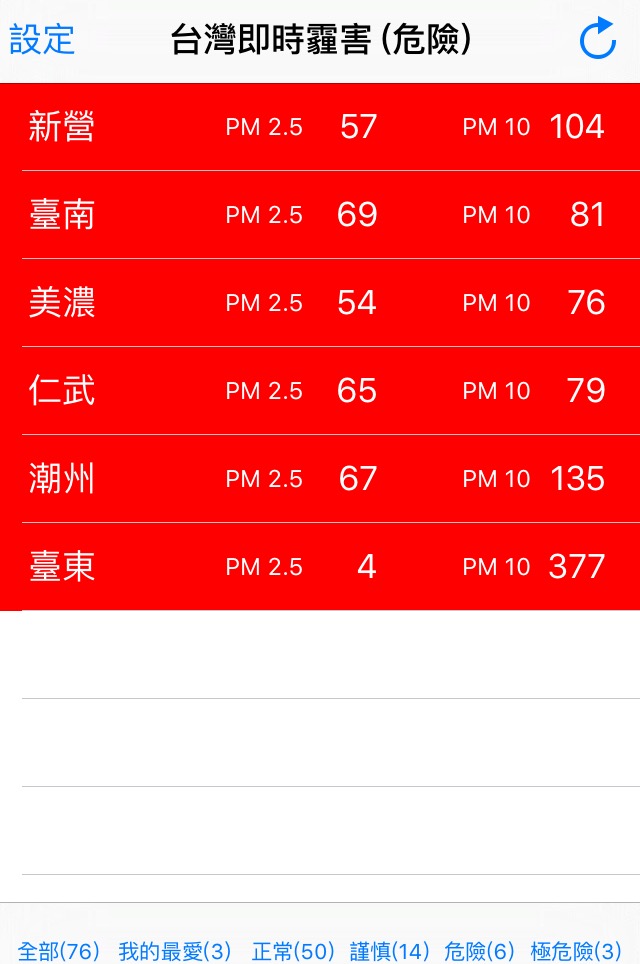 設定 台灣即時霾害 (危險)
新營 PM 2.5 57 PM 10 104
臺南 PM 2.5 69 PM 10 81
美濃 PM 2.5 54 PM 10 76
仁武 PM 2.5 65 PM 10 79
潮州 PM 2.5 67 PM 10 135
臺東 PM 2.5 4 PM 10 377
全部(76) 我的最愛(3) 正常(50) 謹慎(14) 危險(6) 極危險(3)